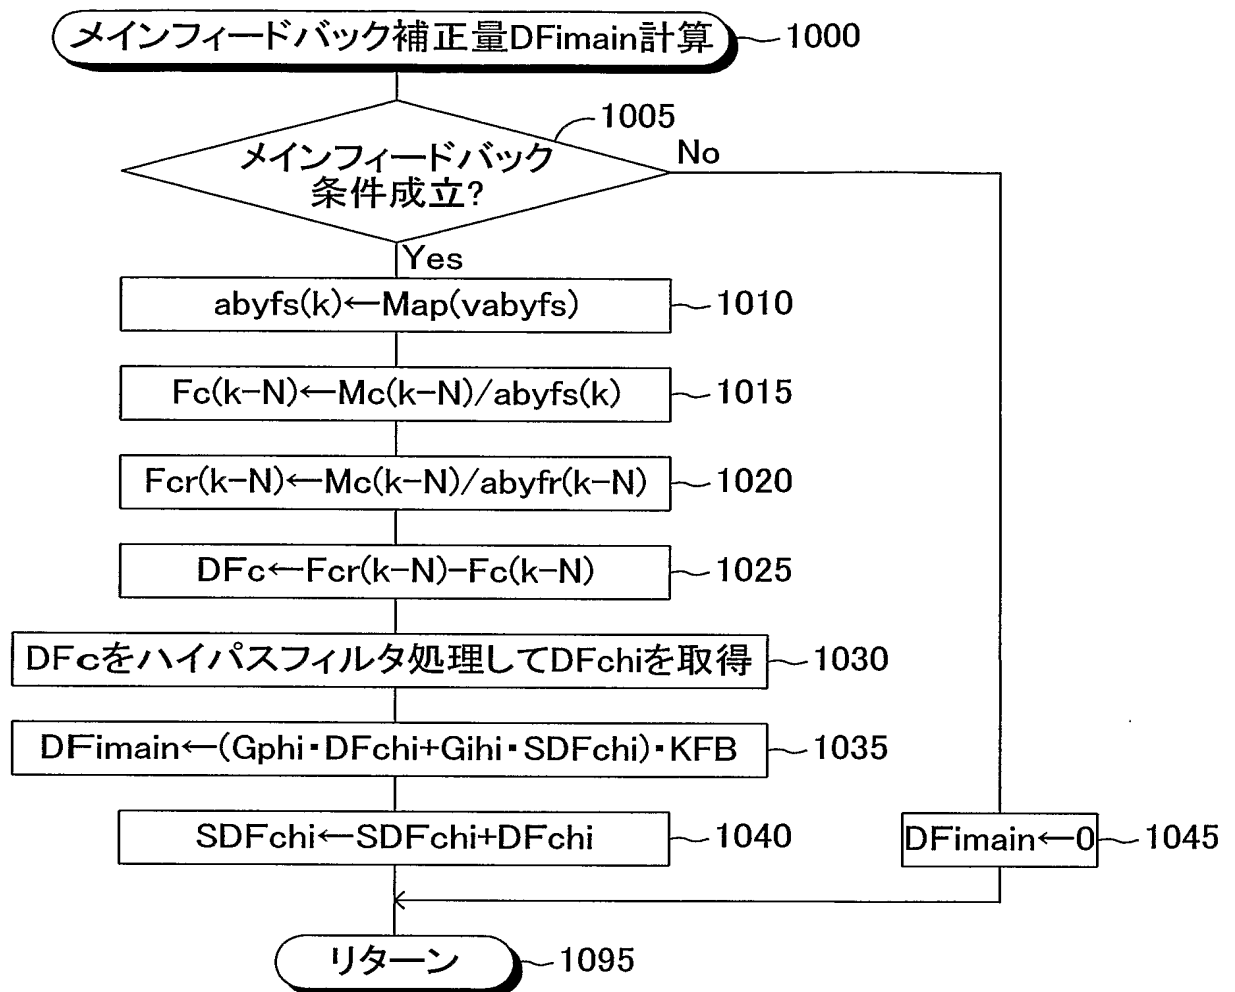 メインフィードバック補正量DFimain計算
1000
1005
メインフィードバック
条件成立?
No
Yes
abyfs(k)←Map(vabyfs)
1010
Fc(k-N)←Mc(k-N)/abyfs(k)
1015
Fcr(k-N)←Mc(k-N)/abyfr(k-N)
1020
DFc←Fcr(k-N)-Fc(k-N)
1025
DFcをハイパスフィルタ処理してDFchiを取得
1030
DFimain←(Gphi・DFchi+Gihi・SDFchi)・KFB
1035
SDFchi←SDFchi+DFchi
1040
DFimain←0
1045
リターン
1095